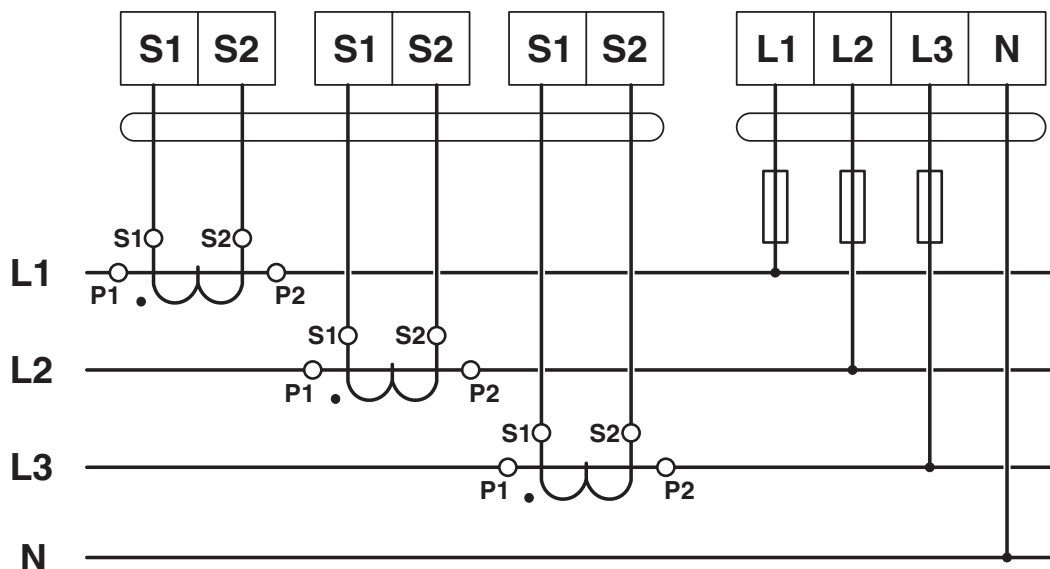 S1 S2 S1 S2 S1 S2 L1 L2 L3 N
S1 S2
L1
P1 P2
S1 S2
L2
P1 P2
S1 S2
L3
P1 P2
N